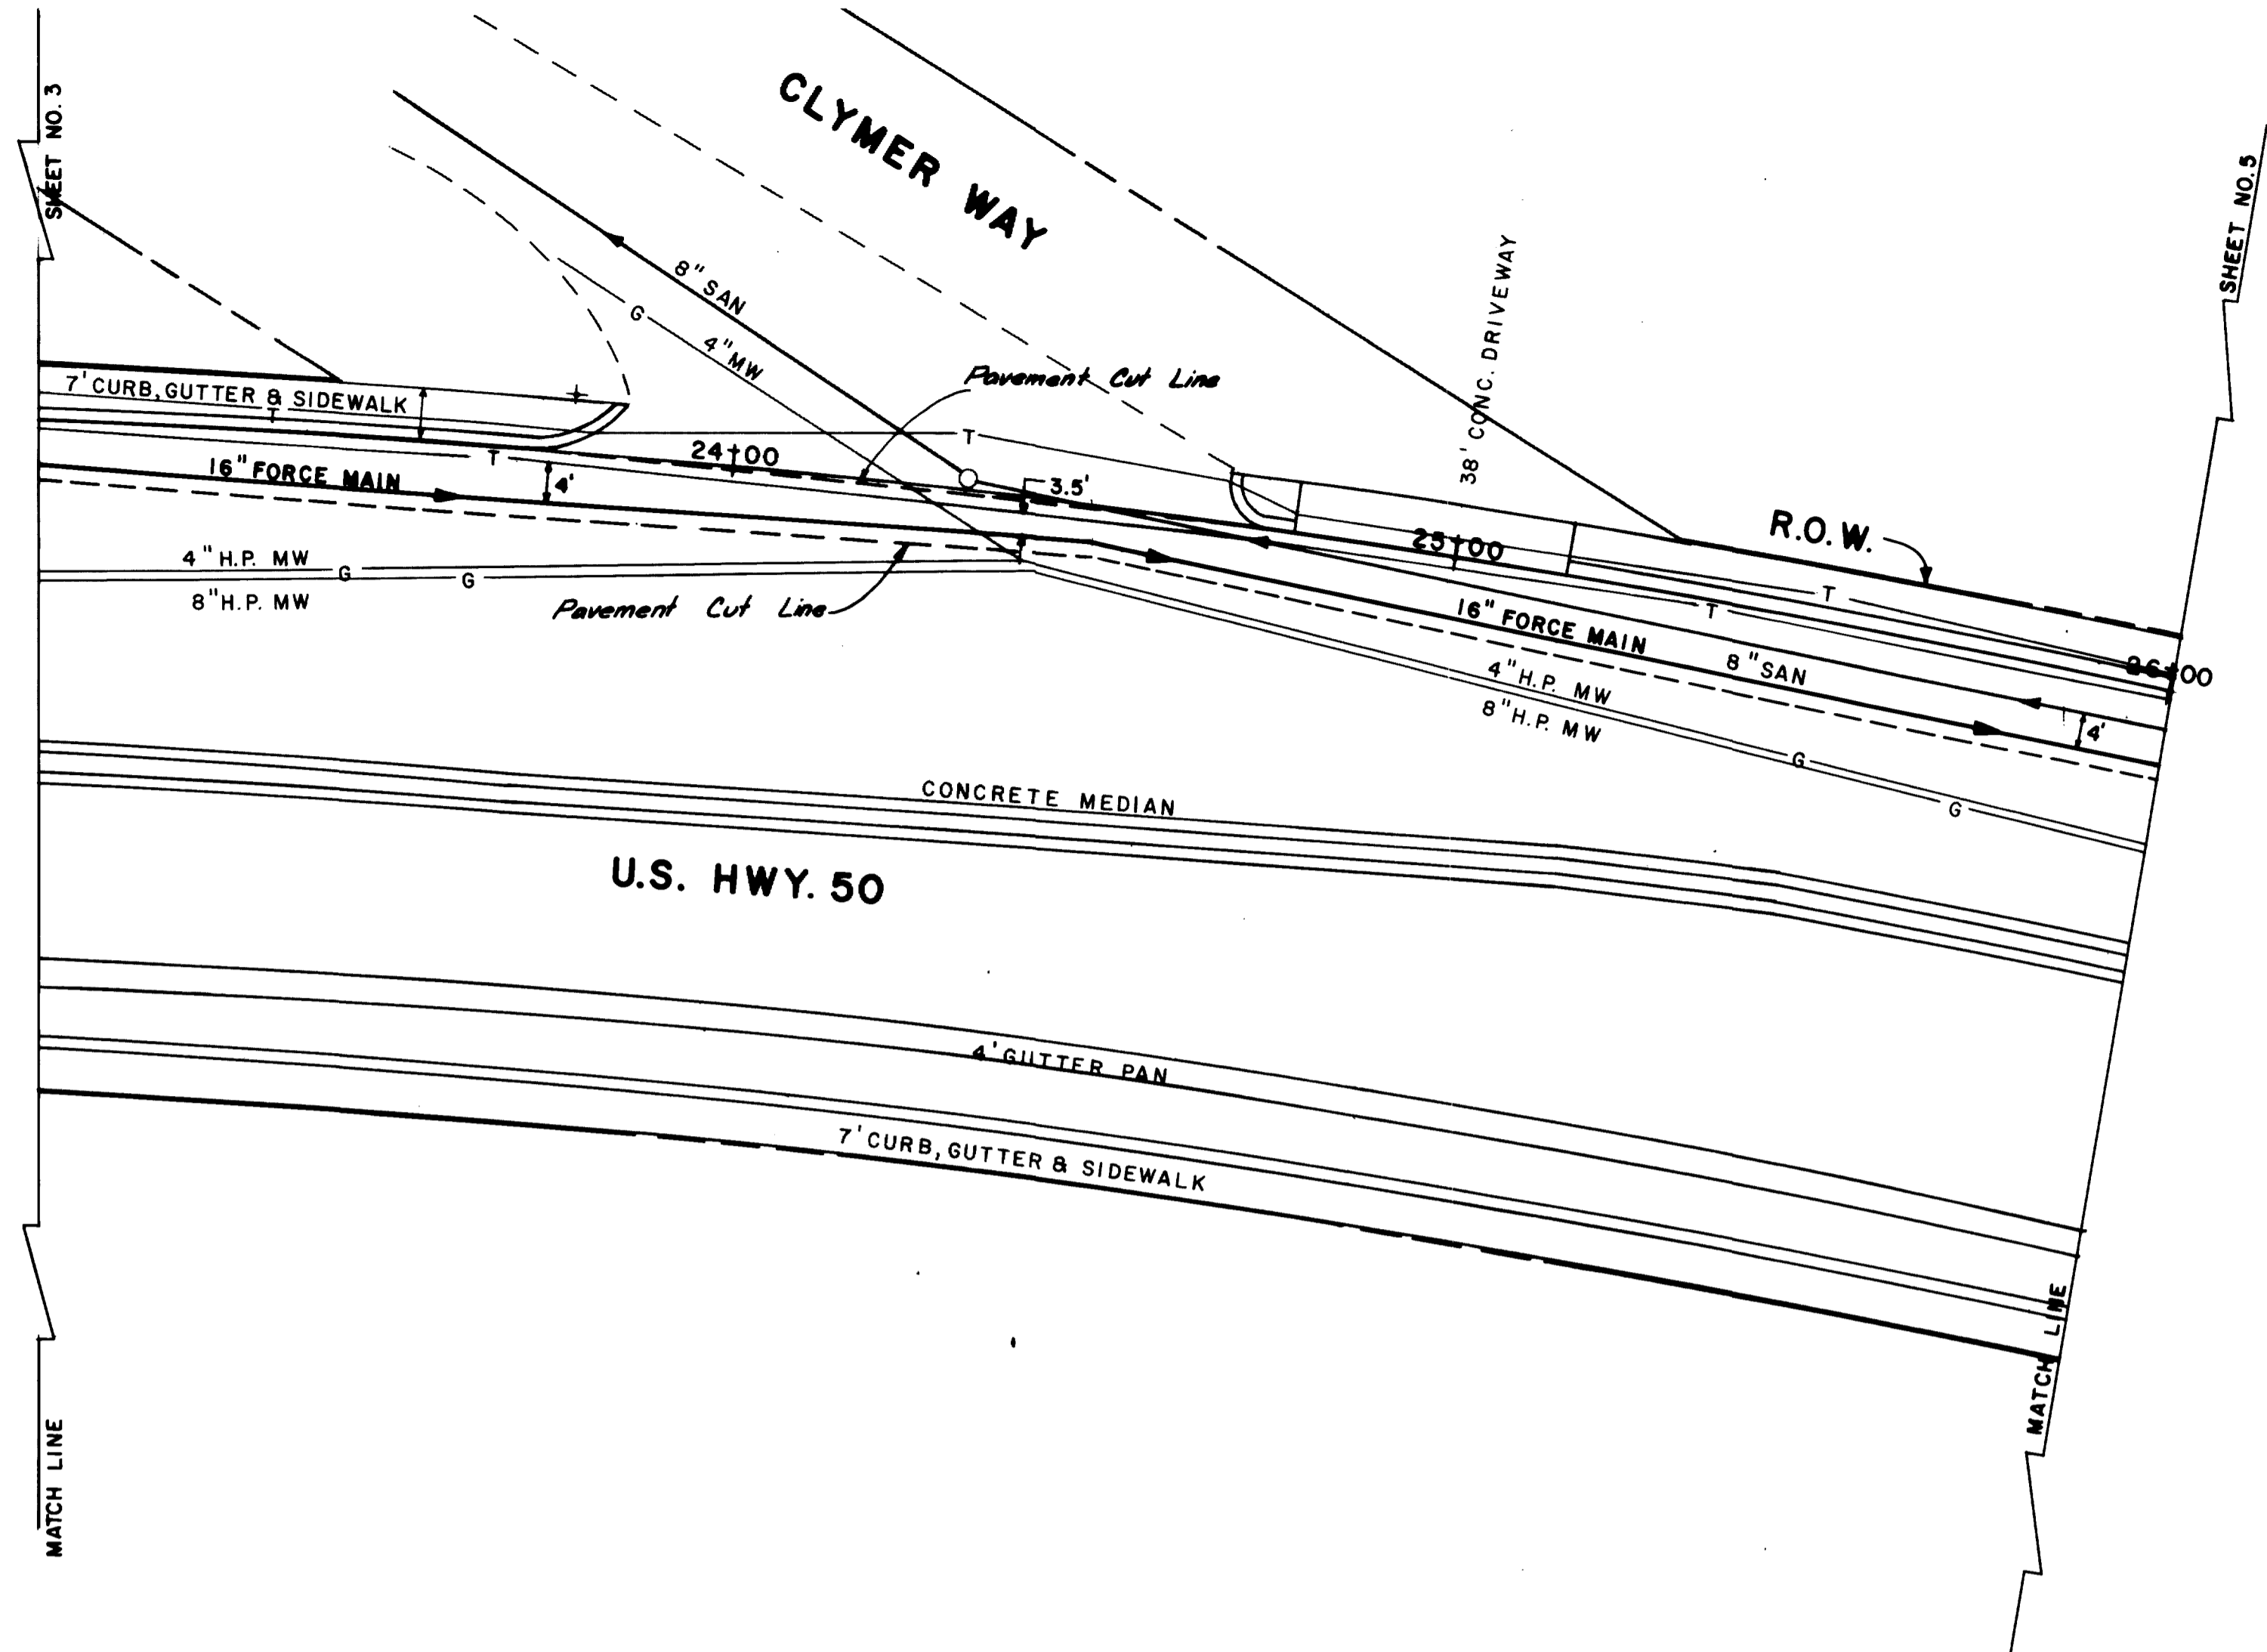 SHEET NO. 3
CLYMER WAY
SHEET NO. 5
8" SAN
G
4" MW
38' CONC. DRIVEWAY
Pavement Cut Line
7' CURB, GUTTER & SIDEWALK
T
T
24+00
T
16" FORCE MAIN
4'
3.5'
25+00
R.O.W.
4" H.P. MW
G
G
8" H.P. MW
Pavement Cut Line
T
T
16" FORCE MAIN
8" SAN
26+00
4" H.P. MW
8" H.P. MW
4'
G
G
CONCRETE MEDIAN
U.S. HWY. 50
4' GUTTER PAN
7' CURB, GUTTER & SIDEWALK
MATCH LINE
MATCH LINE